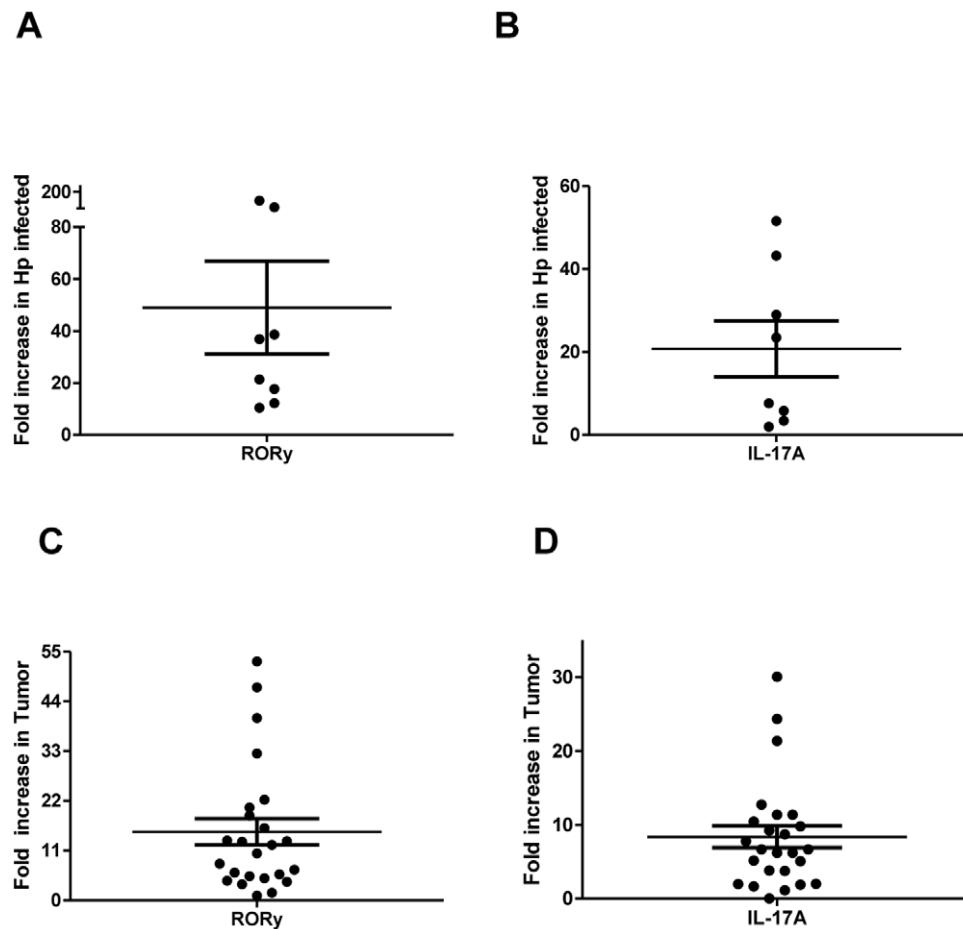 A
B
Fold increase in Hp infected
200
80
60
40
20
0
RORy
Fold increase in Hp infected
60
40
20
0
IL-17A
C
D
Fold increase in Tumor
55
44
33
22
11
0
RORy
Fold increase in Tumor
30
20
10
0
IL-17A